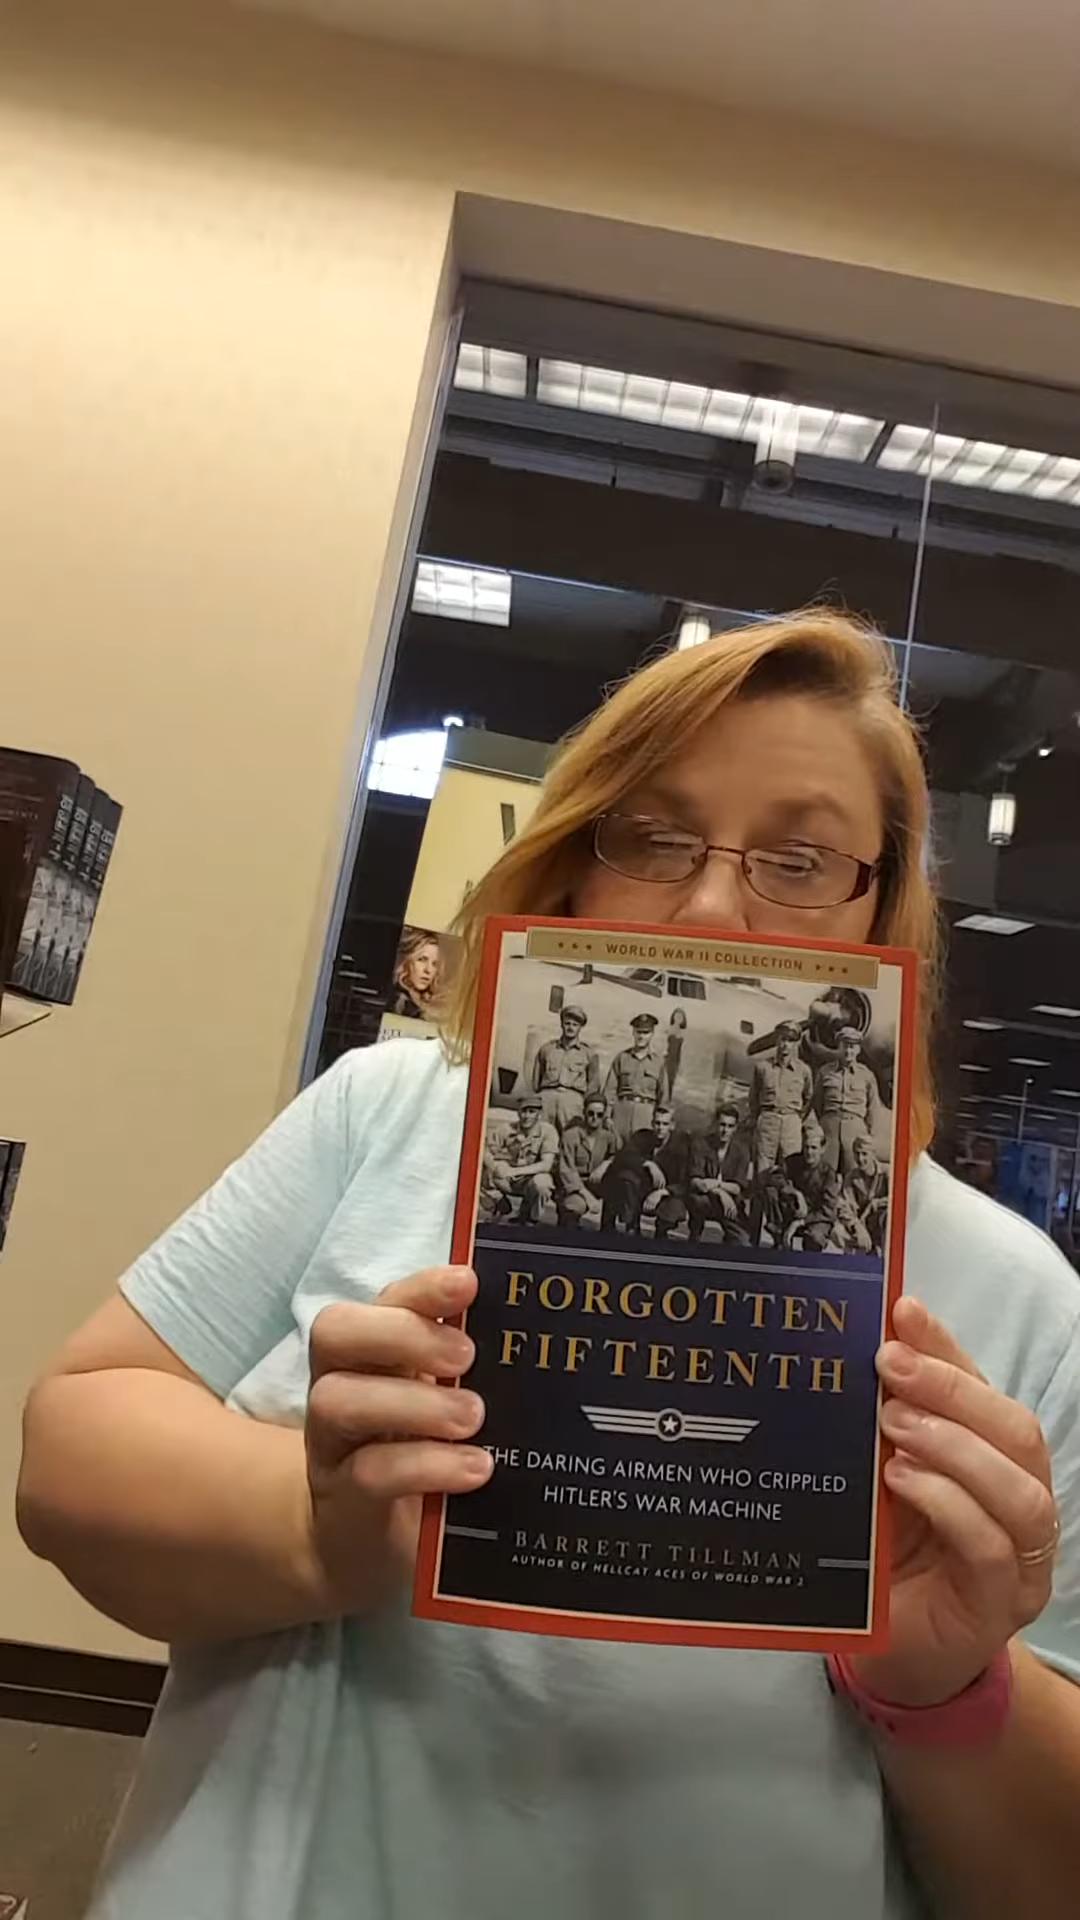 WORLD WAR II COLLECTION
FORGOTTEN
FIFTEENTH
THE DARING AIRMEN WHO CRIPPLED
HITLER'S WAR MACHINE
BARRETT TILLMAN
AUTHOR OF HELLCAT ACES OF WORLD WAR 2